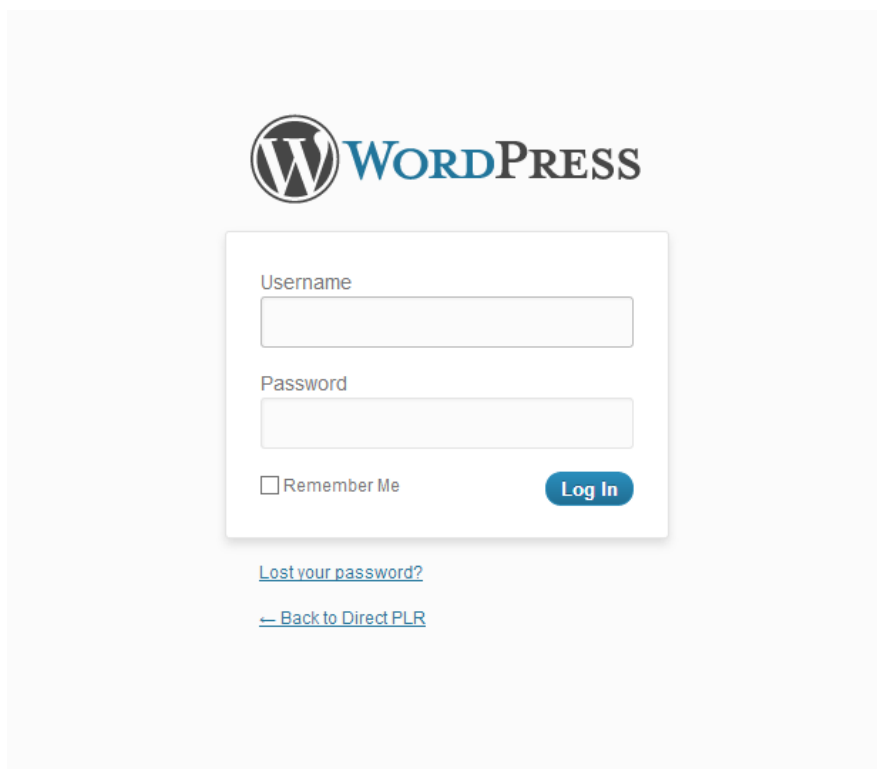 WORDPRESS
Username
Password
Remember Me
Log In
Lost your password?
← Back to Direct PLR